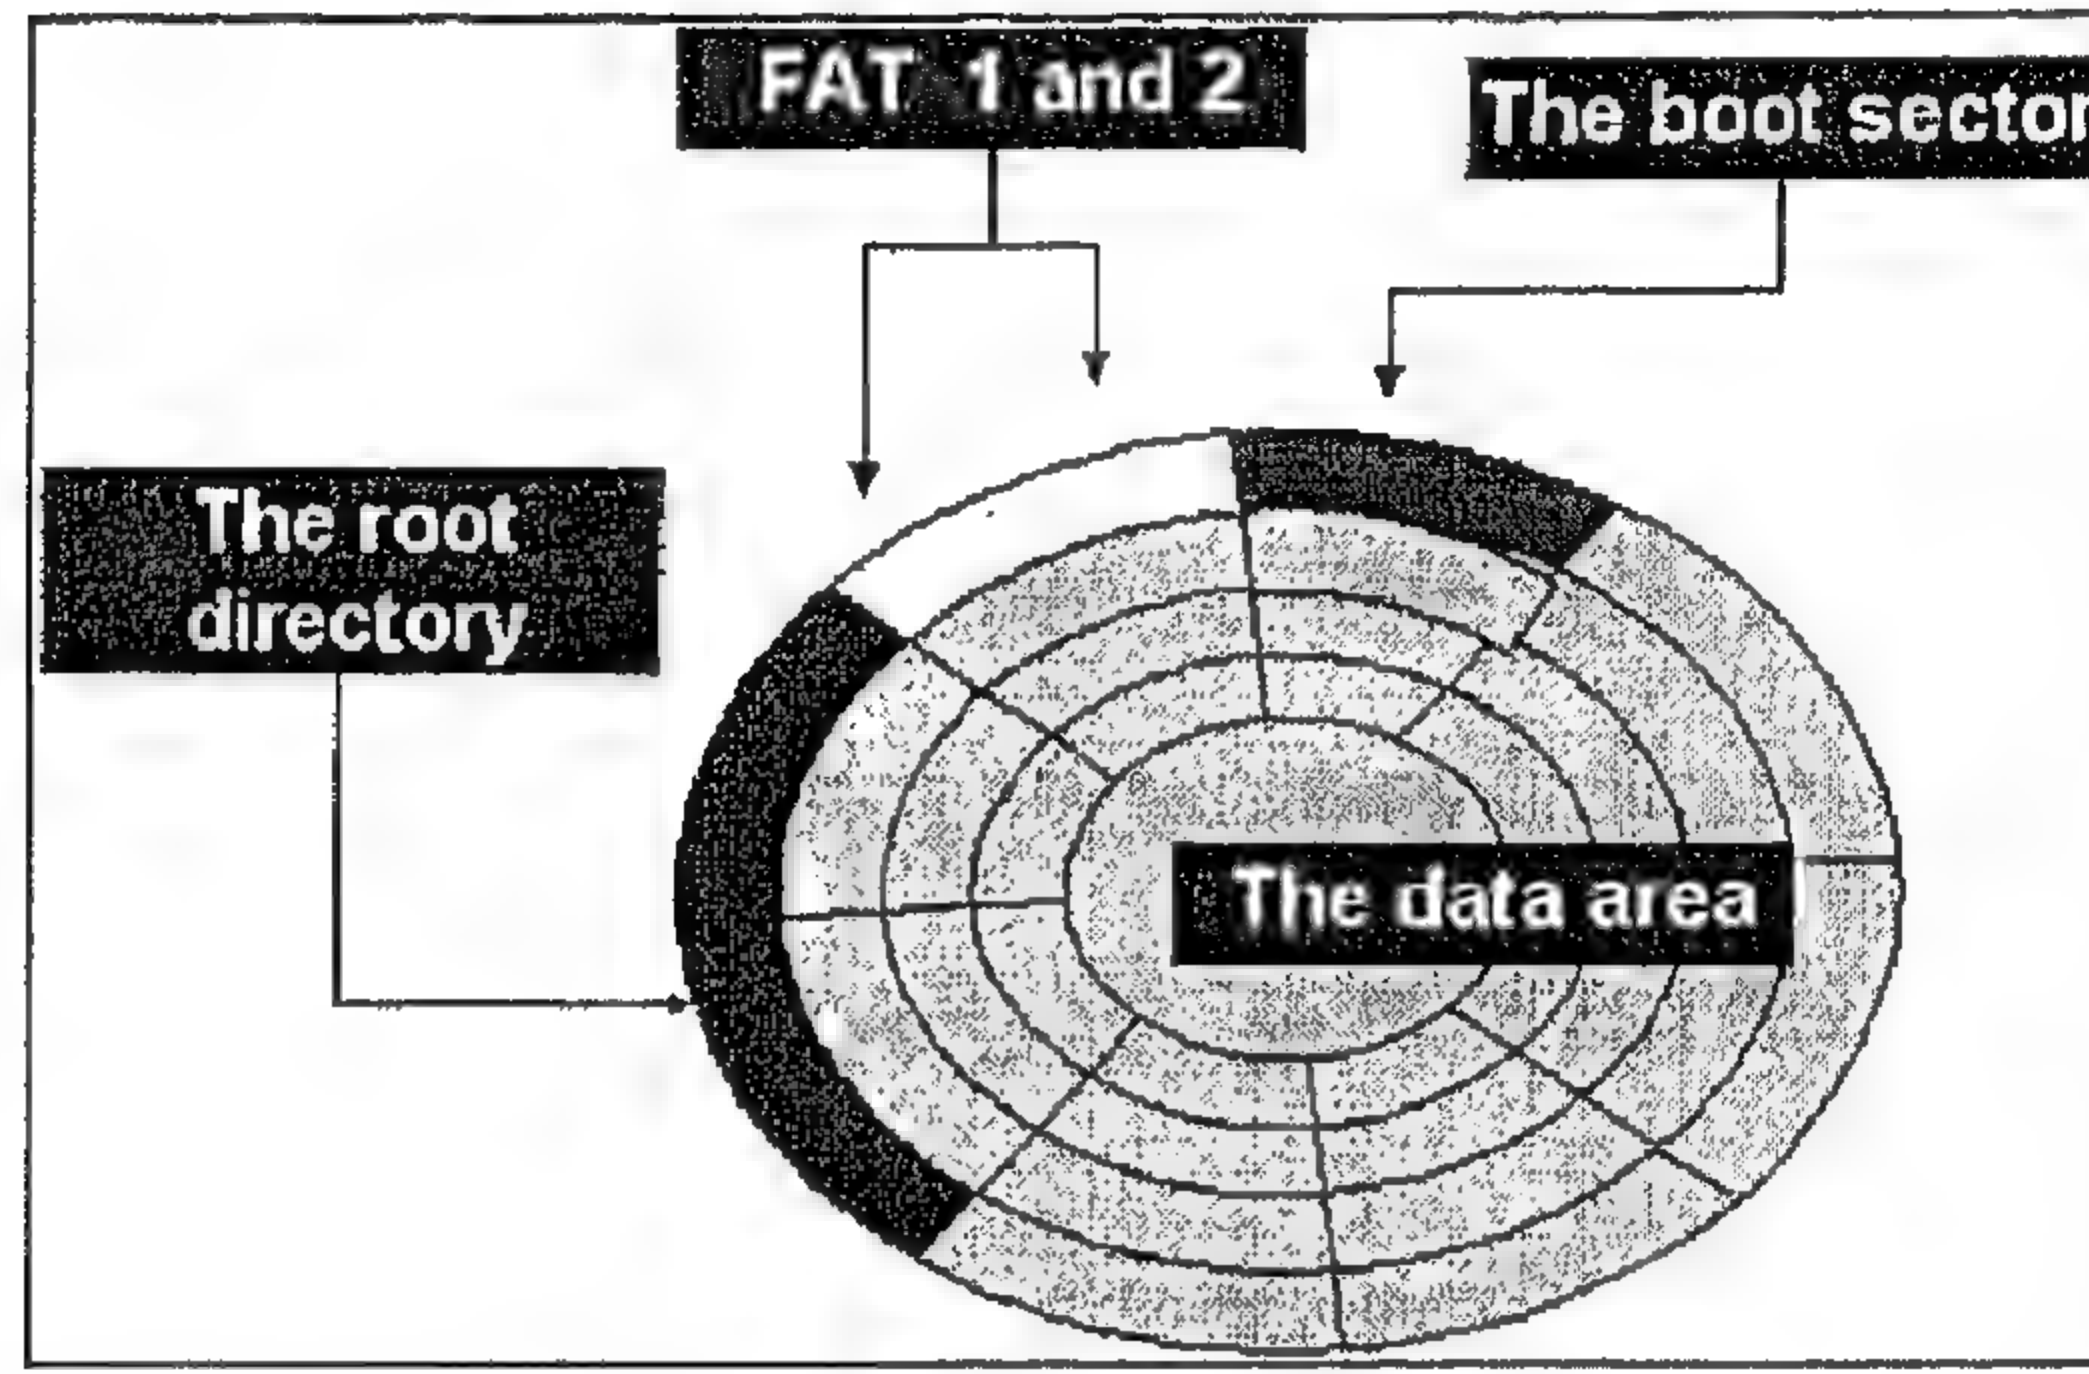 FAT 1 and 2
The boot sector
The root
directory
The data area